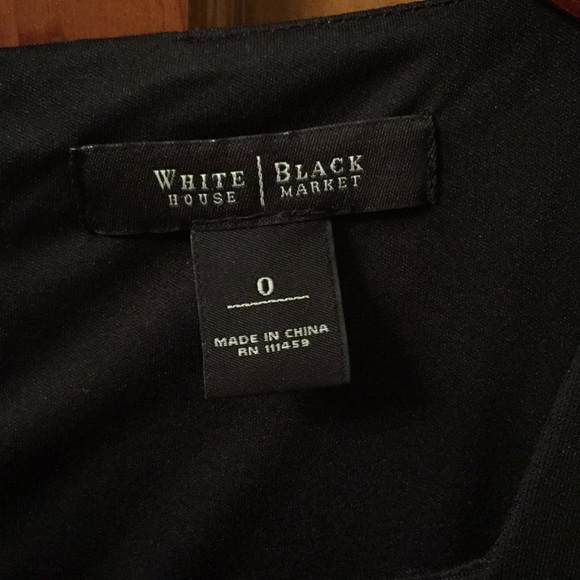 WHITE | BLACK
HOUSE | MARKET
0
MADE IN CHINA
RN 111459